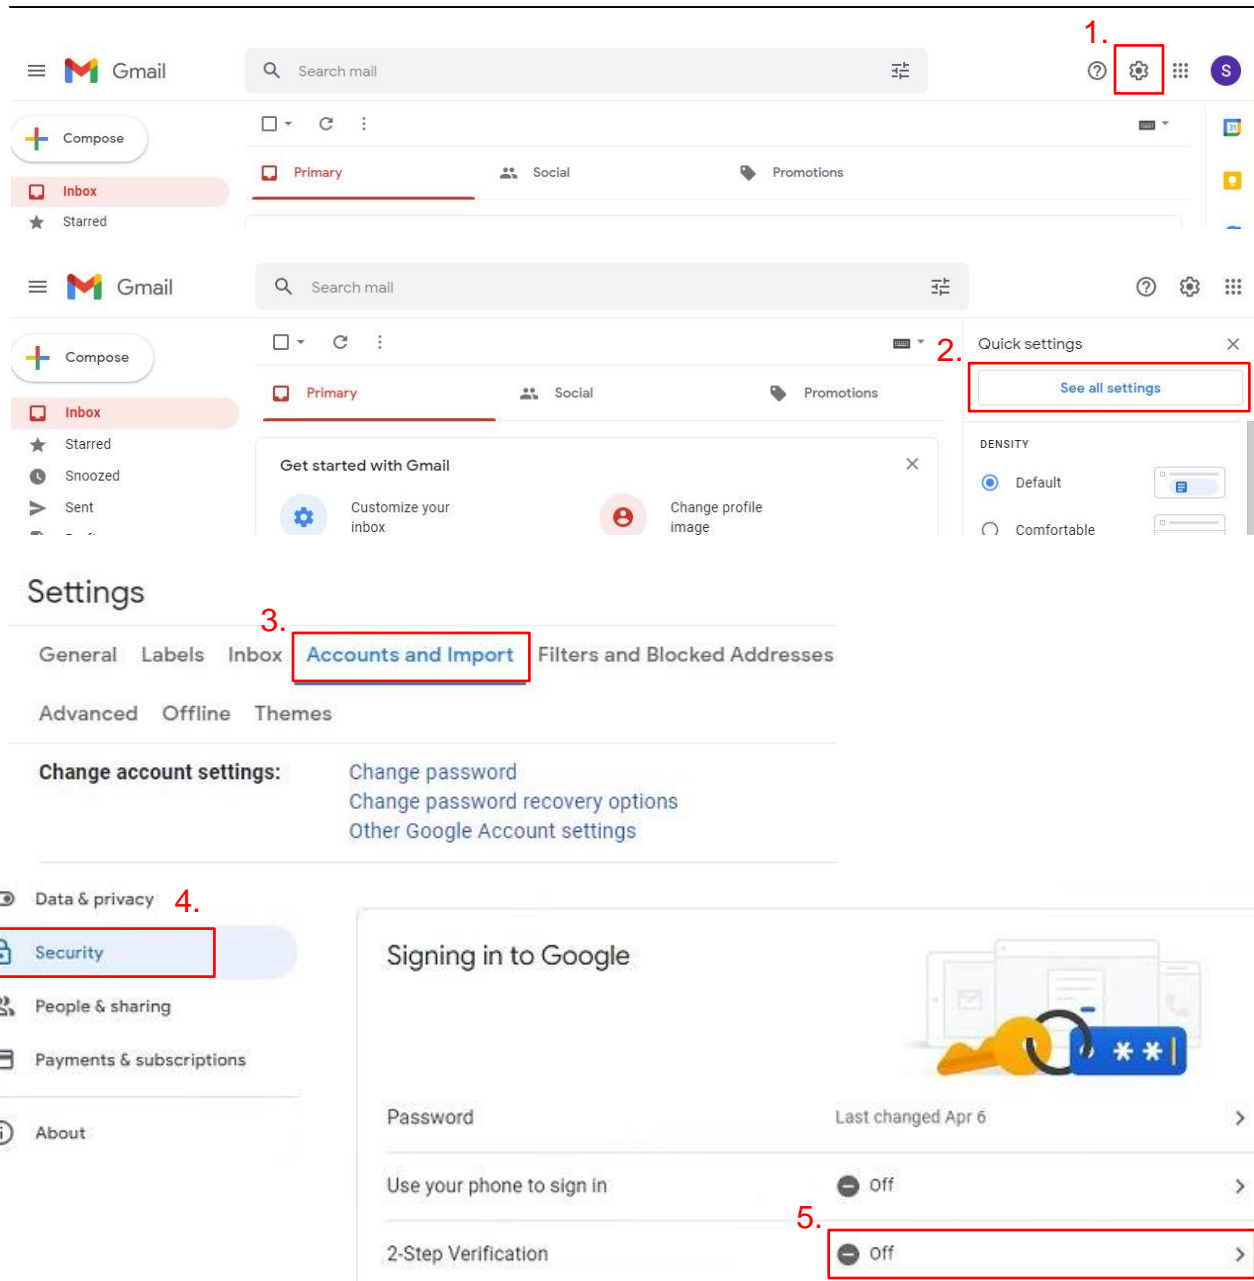 1.
Gmail
Search mail
S
Compose
31
Primary
Social
Promotions
Inbox
Starred
Gmail
Search mail
Compose
2.
Quick settings
See all settings
Primary
Social
Promotions
Inbox
Starred
Snoozed
Sent
Get started with Gmail
Customize your
inbox
Change profile
image
DENSITY
Default
Comfortable
Settings
3.
General Labels Inbox Accounts and Import Filters and Blocked Addresses
Advanced Offline Themes
Change account settings:
Change password
Change password recovery options
Other Google Account settings
Data & privacy
4.
Security
People & sharing
Payments & subscriptions
About
Signing in to Google
**
Password Last changed Apr 6
Use your phone to sign in Off
5.
2-Step Verification Off